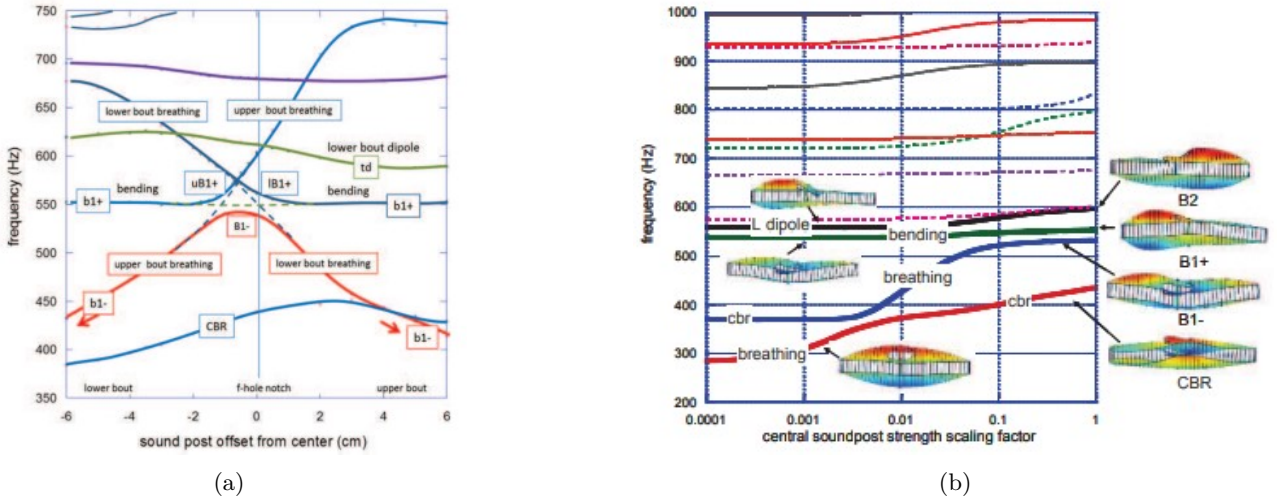 750
700
650
600
550
500
450
400
350
frequency (Hz)
lower bout breathing
upper bout breathing
lower bout dipole
td
bending
uB1+
lB1+
bending
b1+
b1+
B1-
upper bout breathing
lower bout breathing
b1-
CBR
b1-
lower bout
f-hole notch
upper bout
-6
-4
-2
0
2
4
6
sound post offset from center (cm)
(a)
1000
900
800
700
600
500
400
300
200
frequency (Hz)
L dipole
bending
breathing
cbr
cbr
breathing
B2
B1+
B1-
CBR
0.0001
0.001
0.01
0.1
1
central soundpost strength scaling factor
(b)